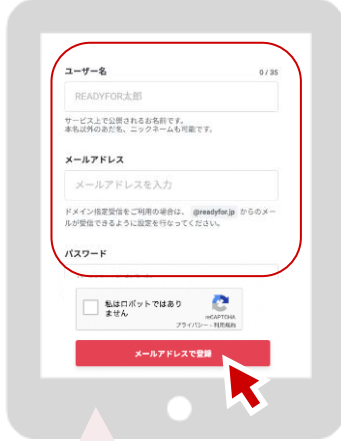 ユーザー名
0 / 35
READYFOR太郎
サービス上で公開されるお名前です。
本名以外のあだ名、ニックネームも可能です。
メールアドレス
メールアドレスを入力
ドメイン指定受信をご利用の場合は、 @readyfor.jp からのメー
ルが受信できるように設定を行なってください。
パスワード
私はロボットではあり
ません
reCAPTCHA
プライバシー - 利用規約
メールアドレスで登録